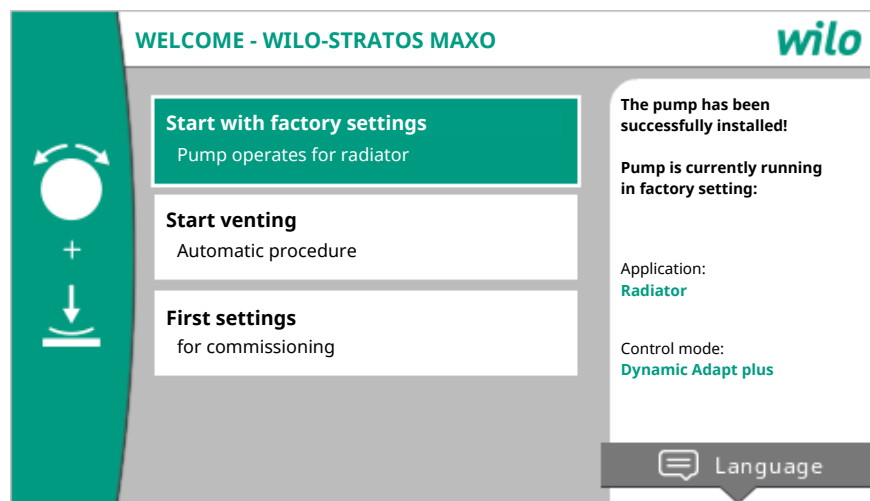 WELCOME - WILO-STRATOS MAXO
wilo
Start with factory settings
Pump operates for radiator
Start venting
Automatic procedure
First settings
for commissioning
+
The pump has been
successfully installed!
Pump is currently running
in factory setting:
Application:
Radiator
Control mode:
Dynamic Adapt plus
Language